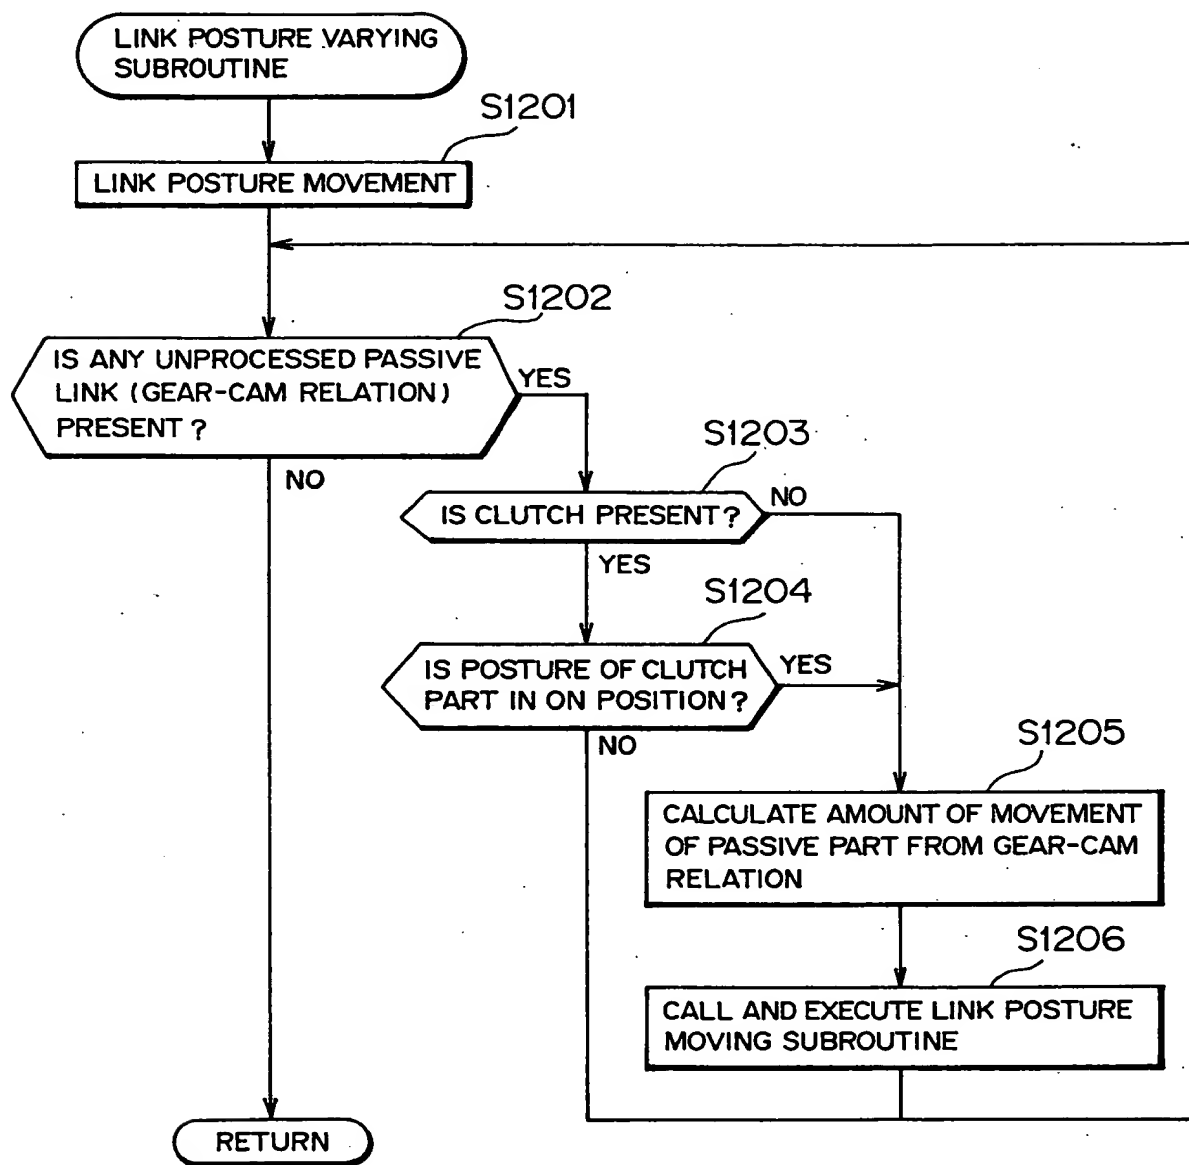 LINK POSTURE VARYING
SUBROUTINE
S1201
LINK POSTURE MOVEMENT
S1202
IS ANY UNPROCESSED PASSIVE
LINK (GEAR-CAM RELATION)
PRESENT?
YES
NO
S1203
IS CLUTCH PRESENT?
NO
YES
S1204
IS POSTURE OF CLUTCH
PART IN ON POSITION?
YES
NO
S1205
CALCULATE AMOUNT OF MOVEMENT
OF PASSIVE PART FROM GEAR-CAM
RELATION
S1206
CALL AND EXECUTE LINK POSTURE
MOVING SUBROUTINE
RETURN